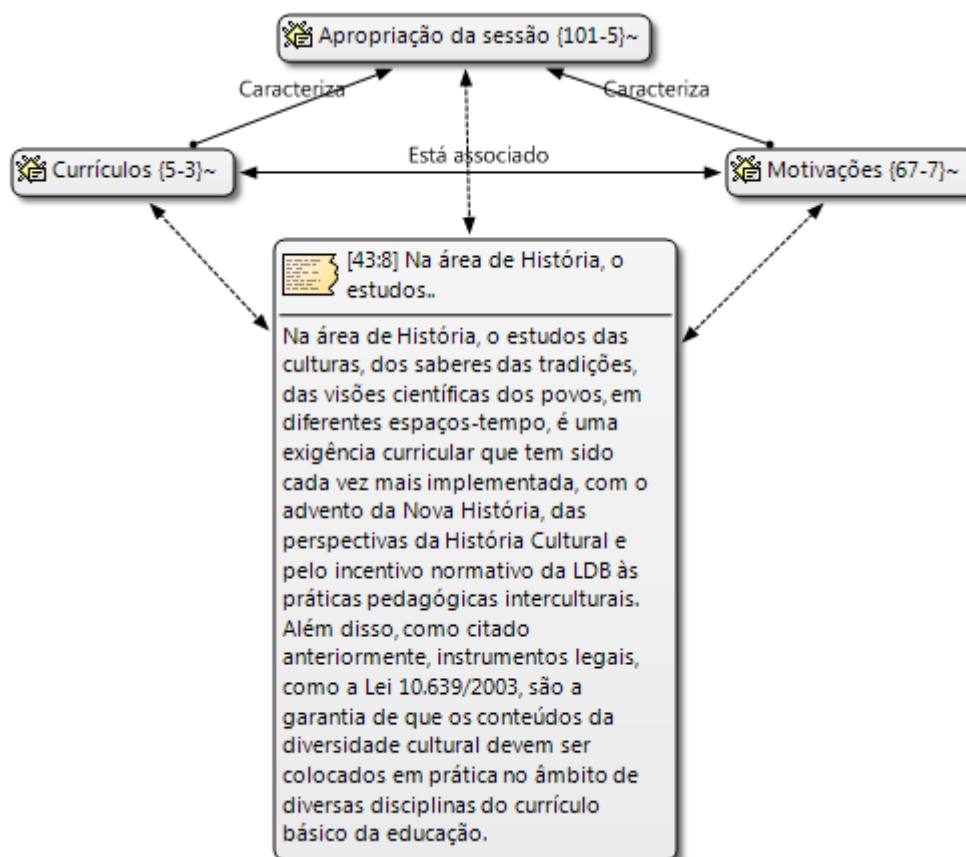 Apropriação da sessão {101-5}~
Caracteriza
Caracteriza
Está associado
Currículos {5-3}~
Motivações {67-7}~
[43:8] Na área de História, o
estudos..
Na área de História, o estudos das
culturas, dos saberes das tradições,
das visões científicas dos povos, em
diferentes espaços-tempo, é uma
exigência curricular que tem sido
cada vez mais implementada, com o
advento da Nova História, das
perspectivas da História Cultural e
pelo incentivo normativo da LDB às
práticas pedagógicas interculturais.
Além disso, como citado
anteriormente, instrumentos legais,
como a Lei 10.639/2003, são a
garantia de que os conteúdos da
diversidade cultural devem ser
colocados em prática no âmbito de
diversas disciplinas do currículo
básico da educação.